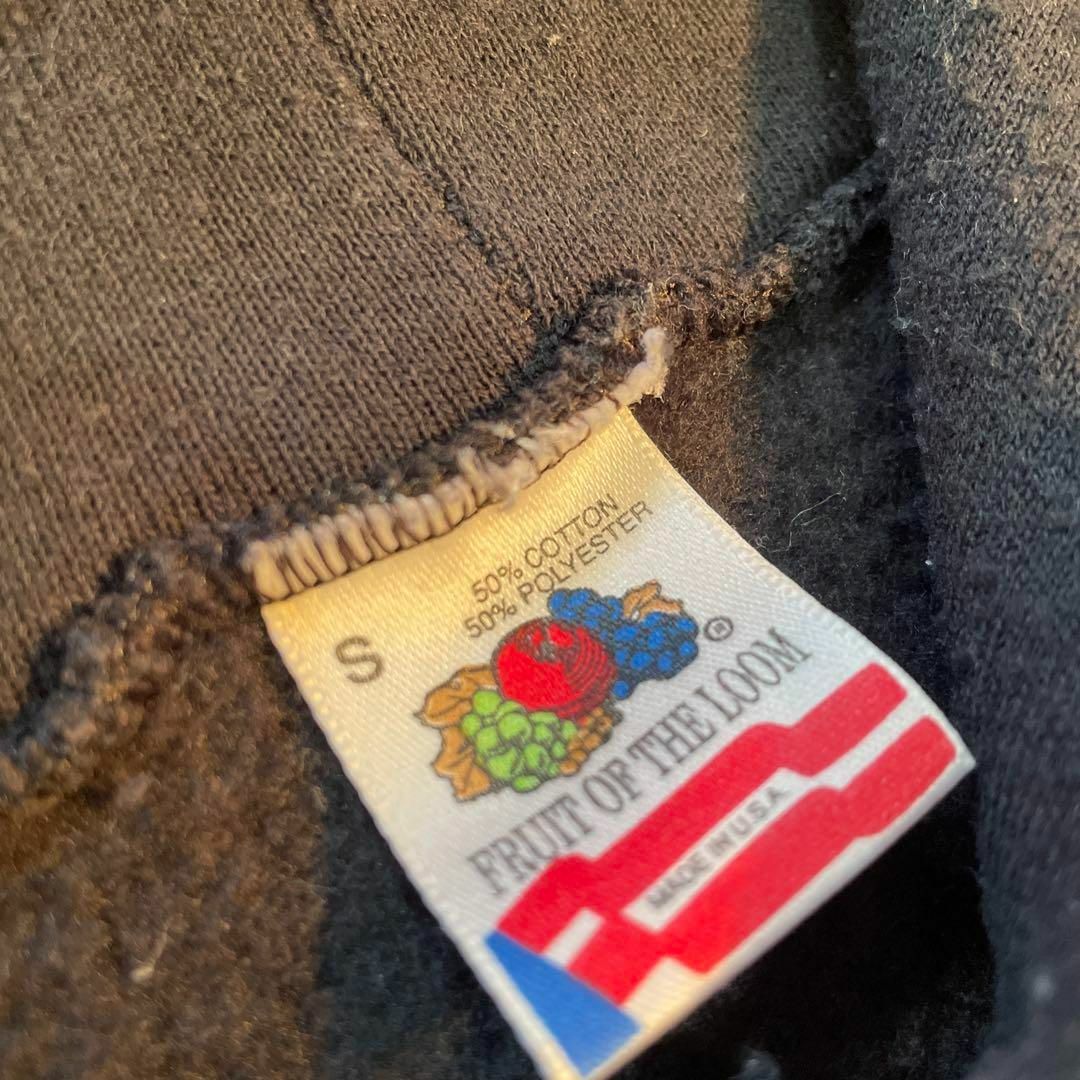 50% COTTON
50% POLYESTER
S
®
FRUIT OF THE LOOM
MADE IN U.S.A.